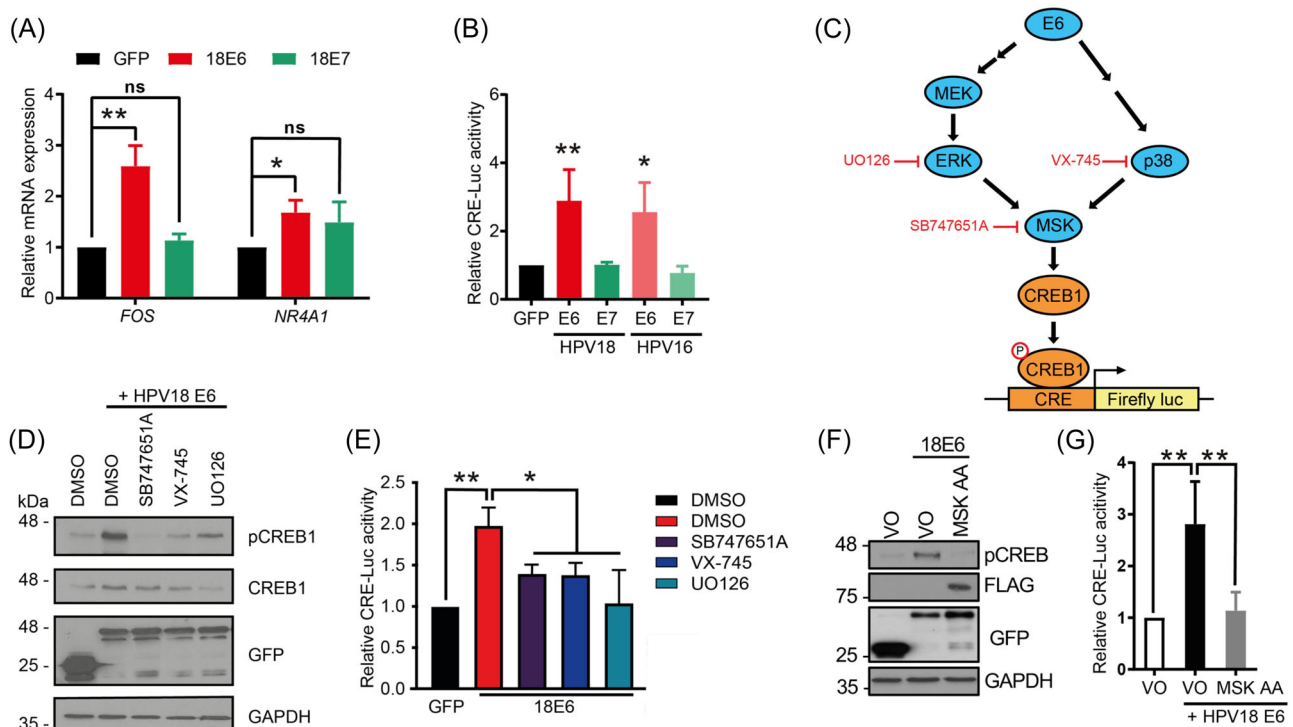 (A)
GFP 18E6 18E7
ns
**
ns
*
Relative mRNA expression
4
3
2
1
0
FOS NR4A1
(B)
Relative CRE-Luc acitivity
8
6
4
2
0
** *
GFP E6 E7 E6 E7
HPV18 HPV16
(C)
E6
MEK
UO126 ERK VX-745 p38
SB747651A MSK
CREB1
P
CREB1
CRE Firefly luc
(D)
+ HPV18 E6
kDa DMSO DMSO SB747651A VX-745 UO126
48 - pCREB1
48 - CREB1
48 -
25 - GFP
35 - GAPDH
(E)
Relative CRE-Luc acitivity
2.5
2.0
1.5
1.0
0.5
0.0
** *
GFP 18E6
DMSO
DMSO
SB747651A
VX-745
UO126
(F)
18E6
VO VO MSK AA
48 pCREB
75 FLAG
48
25 GFP
35 GAPDH
(G)
Relative CRE-Luc acitivity
4
3
2
1
0
** **
VO VO MSK AA
+ HPV18 E6